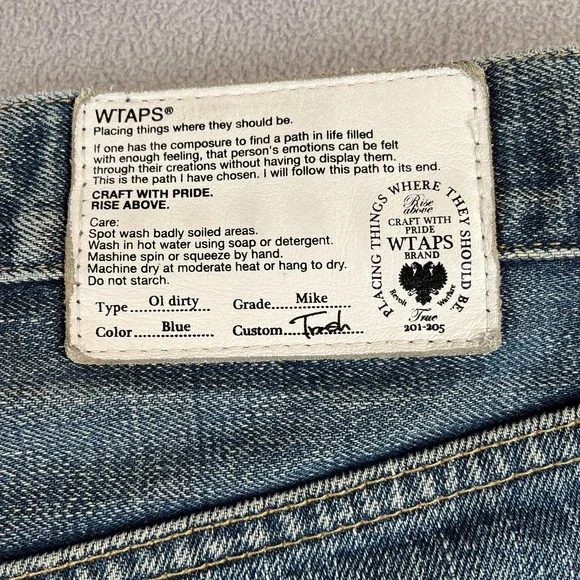 WTAPS®
Placing things where they should be.
If one has the composure to find a path in life filled
with enough feeling, that person's emotions can be felt
through their creations without having to display them.
This is the path I have chosen. I will follow this path to its end.
CRAFT WITH PRIDE.
RISE ABOVE.
Care:
Spot wash badly soiled areas.
Wash in hot water using soap or detergent.
Mashine spin or squeeze by hand.
Machine dry at moderate heat or hang to dry.
Do not starch.
Type....Ol dirty.... Grade....Mike....
Color....Blue.... Custom....Trash
PLACING THINGS WHERE THEY SHOULD BE.
Rise
above
CRAFT WITH
PRIDE
WTAPS
BRAND
True
201-205